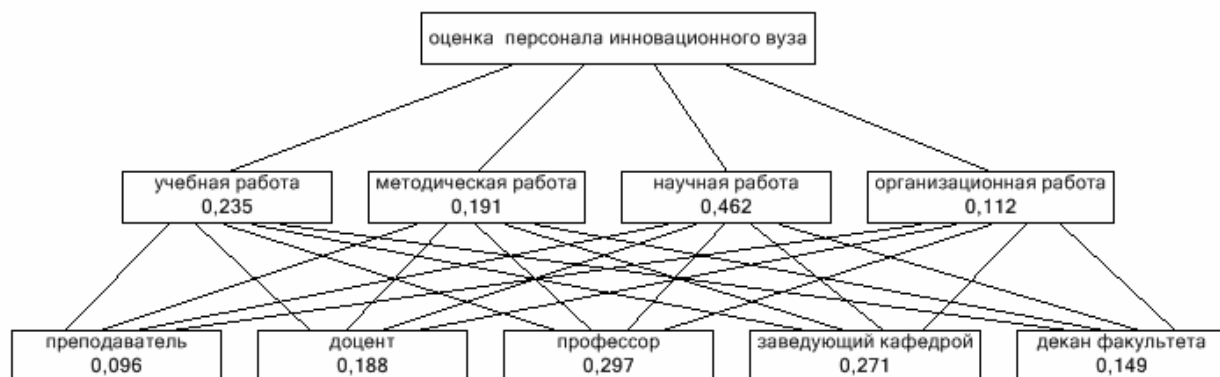 оценка персонала инновационного вуза
учебная работа
0,235
методическая работа
0,191
научная работа
0,462
организационная работа
0,112
преподаватель
0,096
доцент
0,188
профессор
0,297
заведующий кафедрой
0,271
декан факультета
0,149